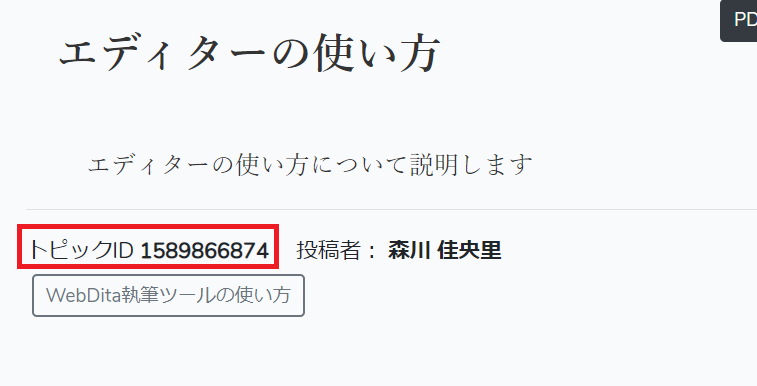 PD
エディターの使い方
エディターの使い方について説明します
トピックID 1589866874 投稿者： 森川 佳央里
WebDita執筆ツールの使い方